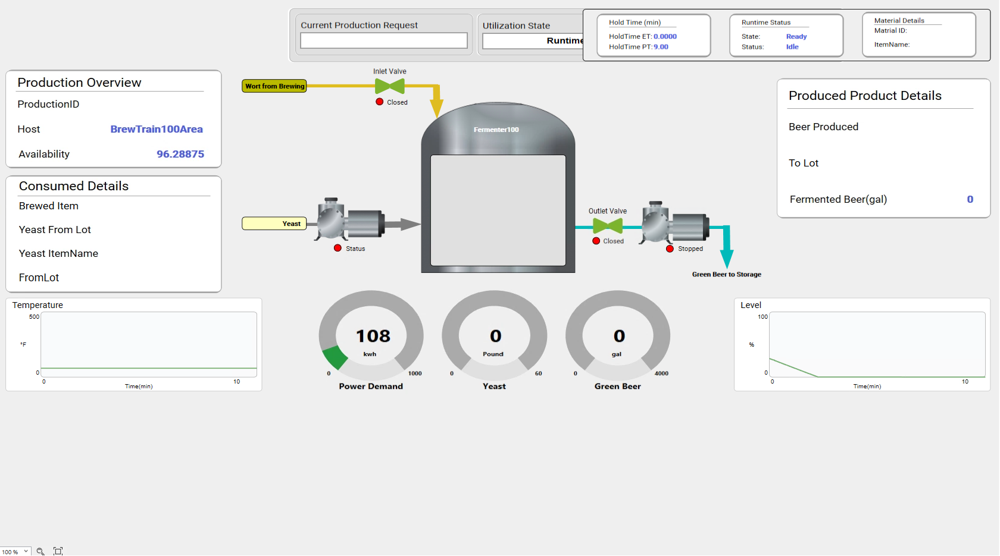 Current Production Request
Utilization State
Runtime
Hold Time (min)
HoldTime ET: 0.0000
HoldTime PT: 9.00
Runtime Status
State: Ready
Status: Idle
Material Details
Matrial ID:
ItemName:
Production Overview
ProductionID
Host BrewTrain100Area
Availability 96.28875
Consumed Details
Brewed Item
Yeast From Lot
Yeast ItemName
FromLot
Wort from Brewing
Inlet Valve
Closed
Fermenter100
Yeast
Status
Outlet Valve
Closed
Stopped
Green Beer to Storage
Produced Product Details
Beer Produced
To Lot
Fermented Beer(gal) 0
Temperature
500
°F
0
0 10
Time(min)
108
kwh
0 1000
Power Demand
0
Pound
0 60
Yeast
0
gal
0 4000
Green Beer
Level
100
%
0
0 10
Time(min)
100 %